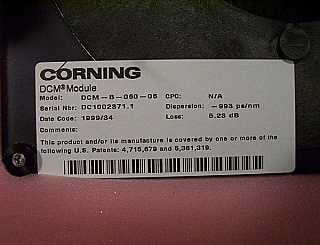 CORNING
DCM® Module
Model: DCM-B-060-06 CPC: N/A
Serial Nbr: DC1002371.1 Dispersion: -993 ps/nm
Date Code: 1999/34 Loss: 5.23 dB
Comments:
This product and/or its manufacture is covered by one or more of the
following U.S. Patents: 4,715,679 and 5,361,319.